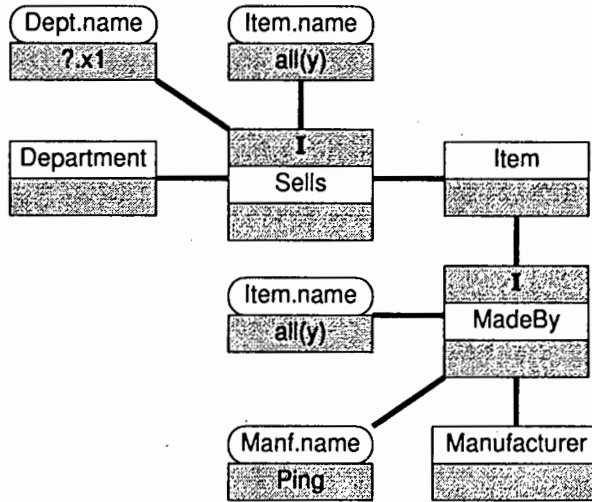 Dept.name
?.x1
Item.name
all(y)
Department
I
Sells
Item
Item.name
all(y)
I
MadeBy
Manf.name
Ping
Manufacturer